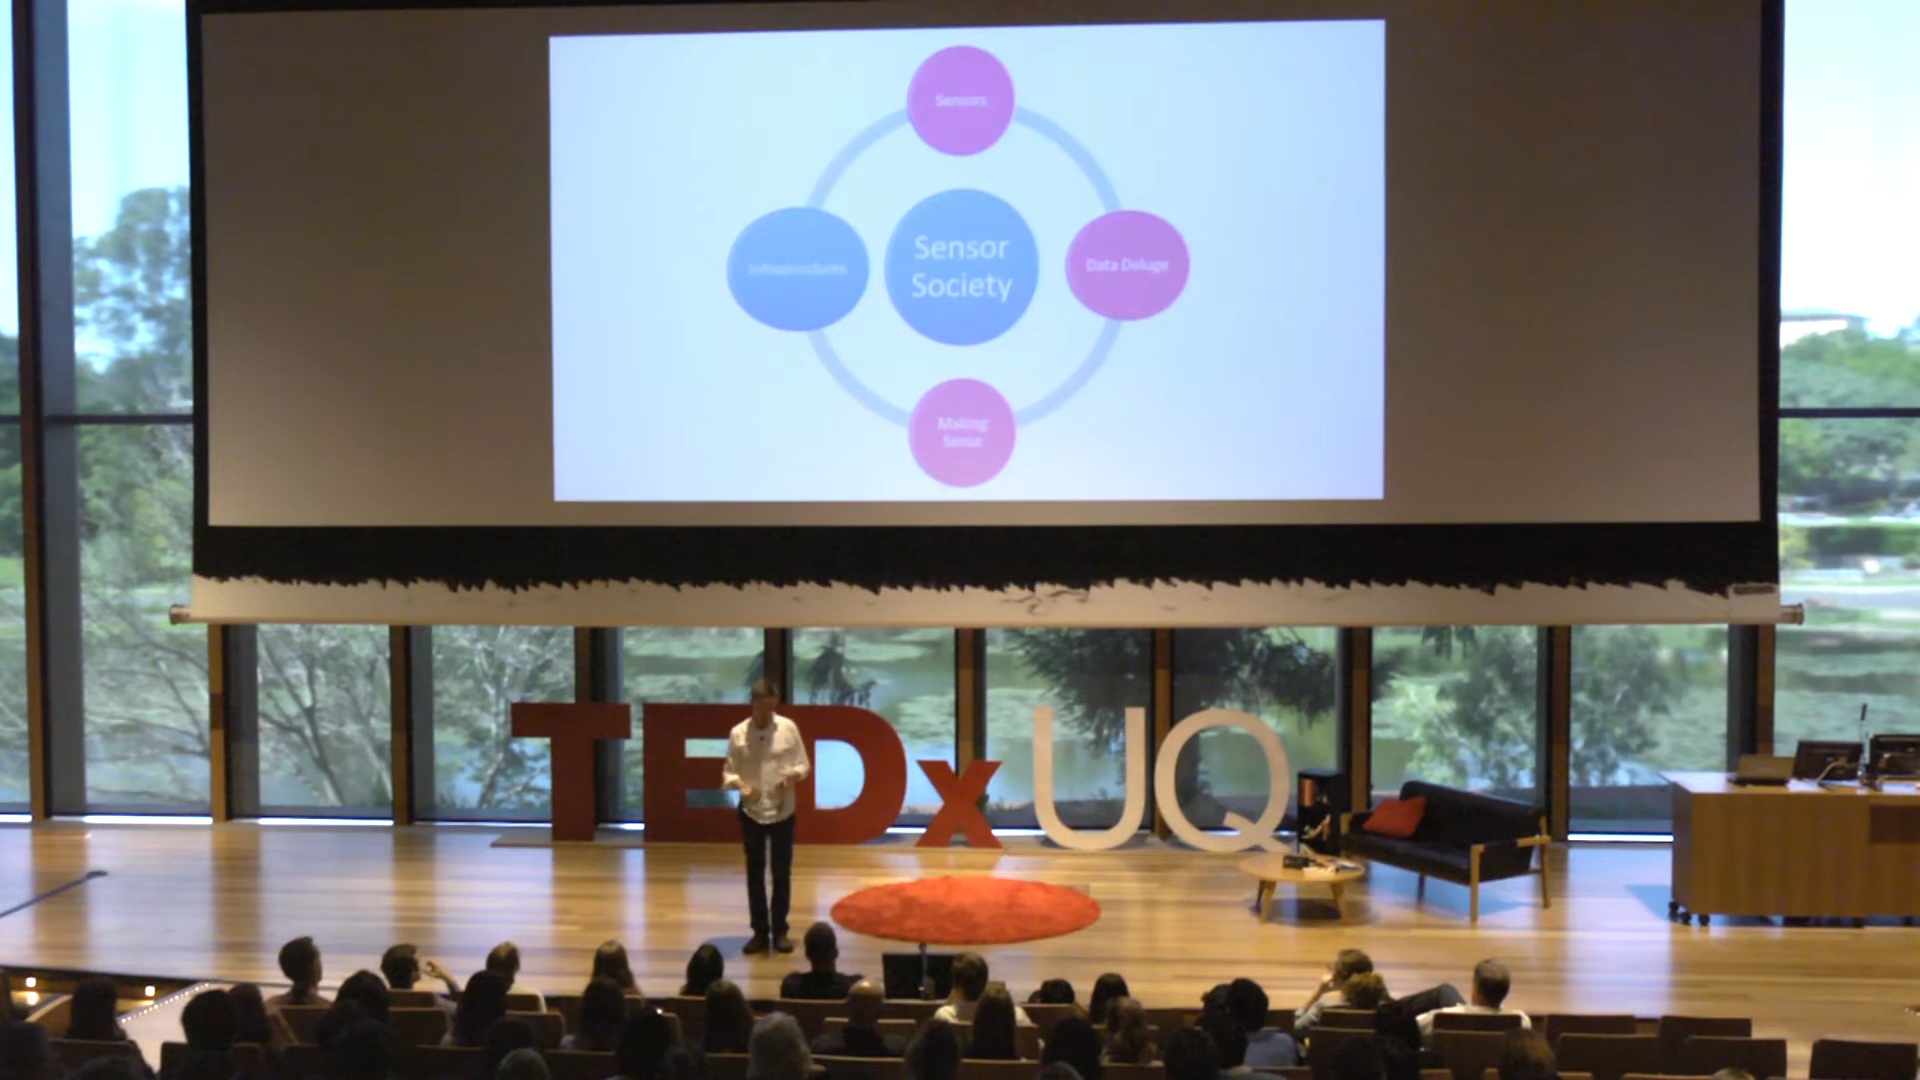 Sensors
Infrastructures
Sensor
Society
Data Deluge
Making
Sense
TEDxUQ